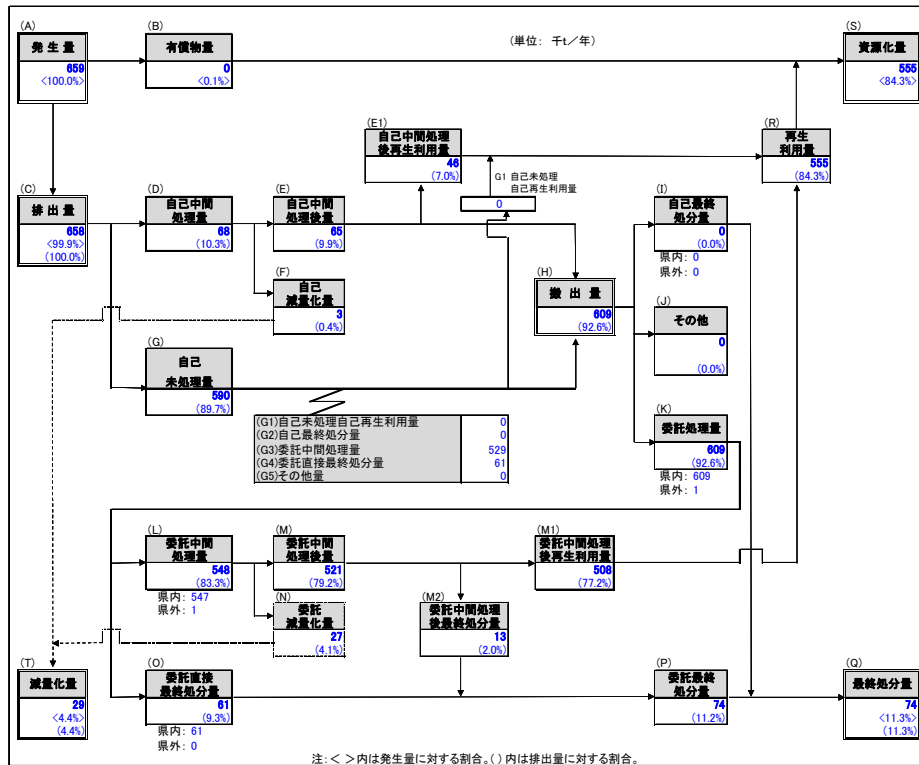 (A)
発生量
659
<100.0%>
(B)
有償物量
0
<0.1%>
(単位: 千t/年)
(S)
資源化量
555
<84.3%>
(E1)
自己中間処理
後再生利用量
46
(7.0%)
G1 自己未処理
自己再生利用量
0
(R)
再生
利用量
555
(84.3%)
(C)
排出量
658
<99.9%>
(100.0%)
(D)
自己中間
処理量
68
(10.3%)
(E)
自己中間
処理後量
65
(9.9%)
(I)
自己最終
処分量
0
(0.0%)
県内: 0
県外: 0
(F)
自己
減量化量
3
(0.4%)
(H)
搬出量
609
(92.6%)
(J)
その他
0
(0.0%)
(G)
自己
未処理量
590
(89.7%)
(G1)自己未処理自己再生利用量 0
(G2)自己最終処分量 0
(G3)委託中間処理量 529
(G4)委託直接最終処分量 61
(G5)その他量 0
(K)
委託処理量
609
(92.6%)
県内: 609
県外: 1
(L)
委託中間
処理量
548
(83.3%)
県内: 547
県外: 1
(M)
委託中間
処理後量
521
(79.2%)
(M1)
委託中間処理
後再生利用量
508
(77.2%)
(N)
委託
減量化量
27
(4.1%)
(M2)
委託中間処理
後最終処分量
13
(2.0%)
(T)
減量化量
29
<4.4%>
(4.4%)
(O)
委託直接
最終処分量
61
(9.3%)
県内: 61
県外: 0
(P)
委託最終
処分量
74
(11.2%)
(Q)
最終処分量
74
<11.3%>
(11.3%)
注:< >内は発生量に対する割合。( )内は排出量に対する割合。